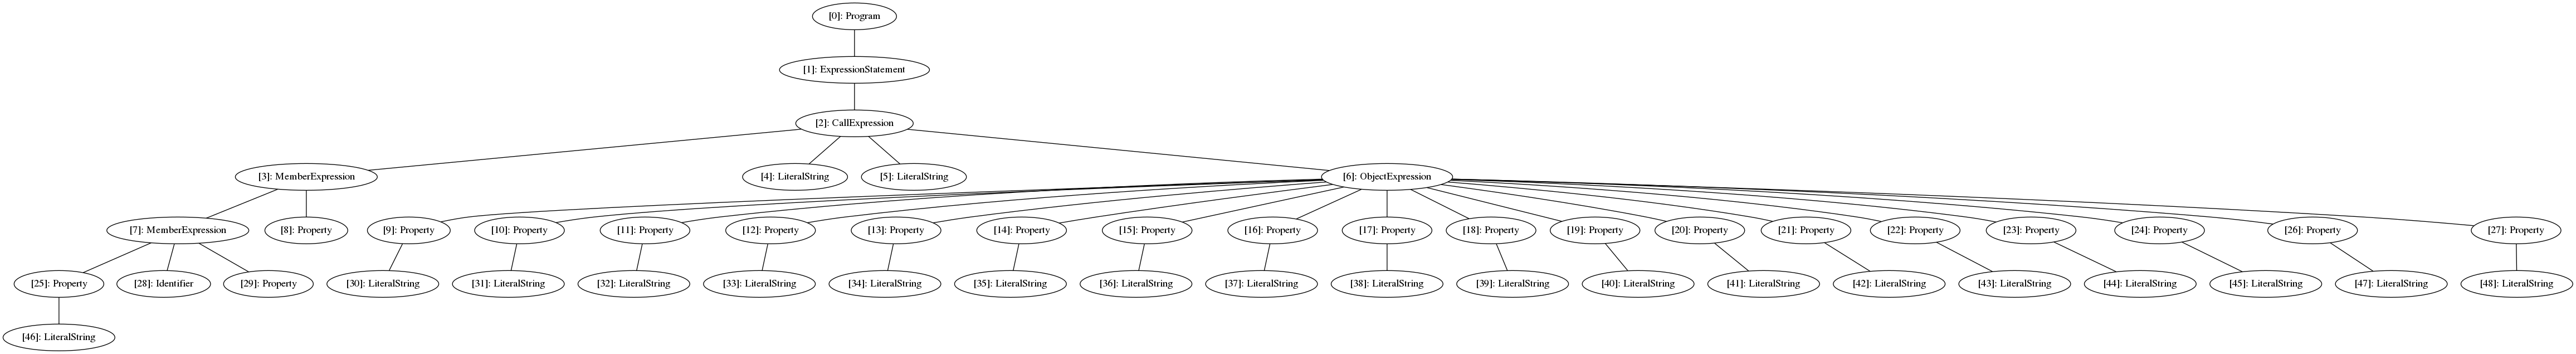 [0]: Program
[1]: ExpressionStatement
[2]: CallExpression
[3]: MemberExpression
[4]: LiteralString
[5]: LiteralString
[6]: ObjectExpression
[7]: MemberExpression
[8]: Property
[9]: Property
[10]: Property
[11]: Property
[12]: Property
[13]: Property
[14]: Property
[15]: Property
[16]: Property
[17]: Property
[18]: Property
[19]: Property
[20]: Property
[21]: Property
[22]: Property
[23]: Property
[24]: Property
[26]: Property
[27]: Property
[25]: Property
[28]: Identifier
[29]: Property
[30]: LiteralString
[31]: LiteralString
[32]: LiteralString
[33]: LiteralString
[34]: LiteralString
[35]: LiteralString
[36]: LiteralString
[37]: LiteralString
[38]: LiteralString
[39]: LiteralString
[40]: LiteralString
[41]: LiteralString
[42]: LiteralString
[43]: LiteralString
[44]: LiteralString
[45]: LiteralString
[47]: LiteralString
[48]: LiteralString
[46]: LiteralString